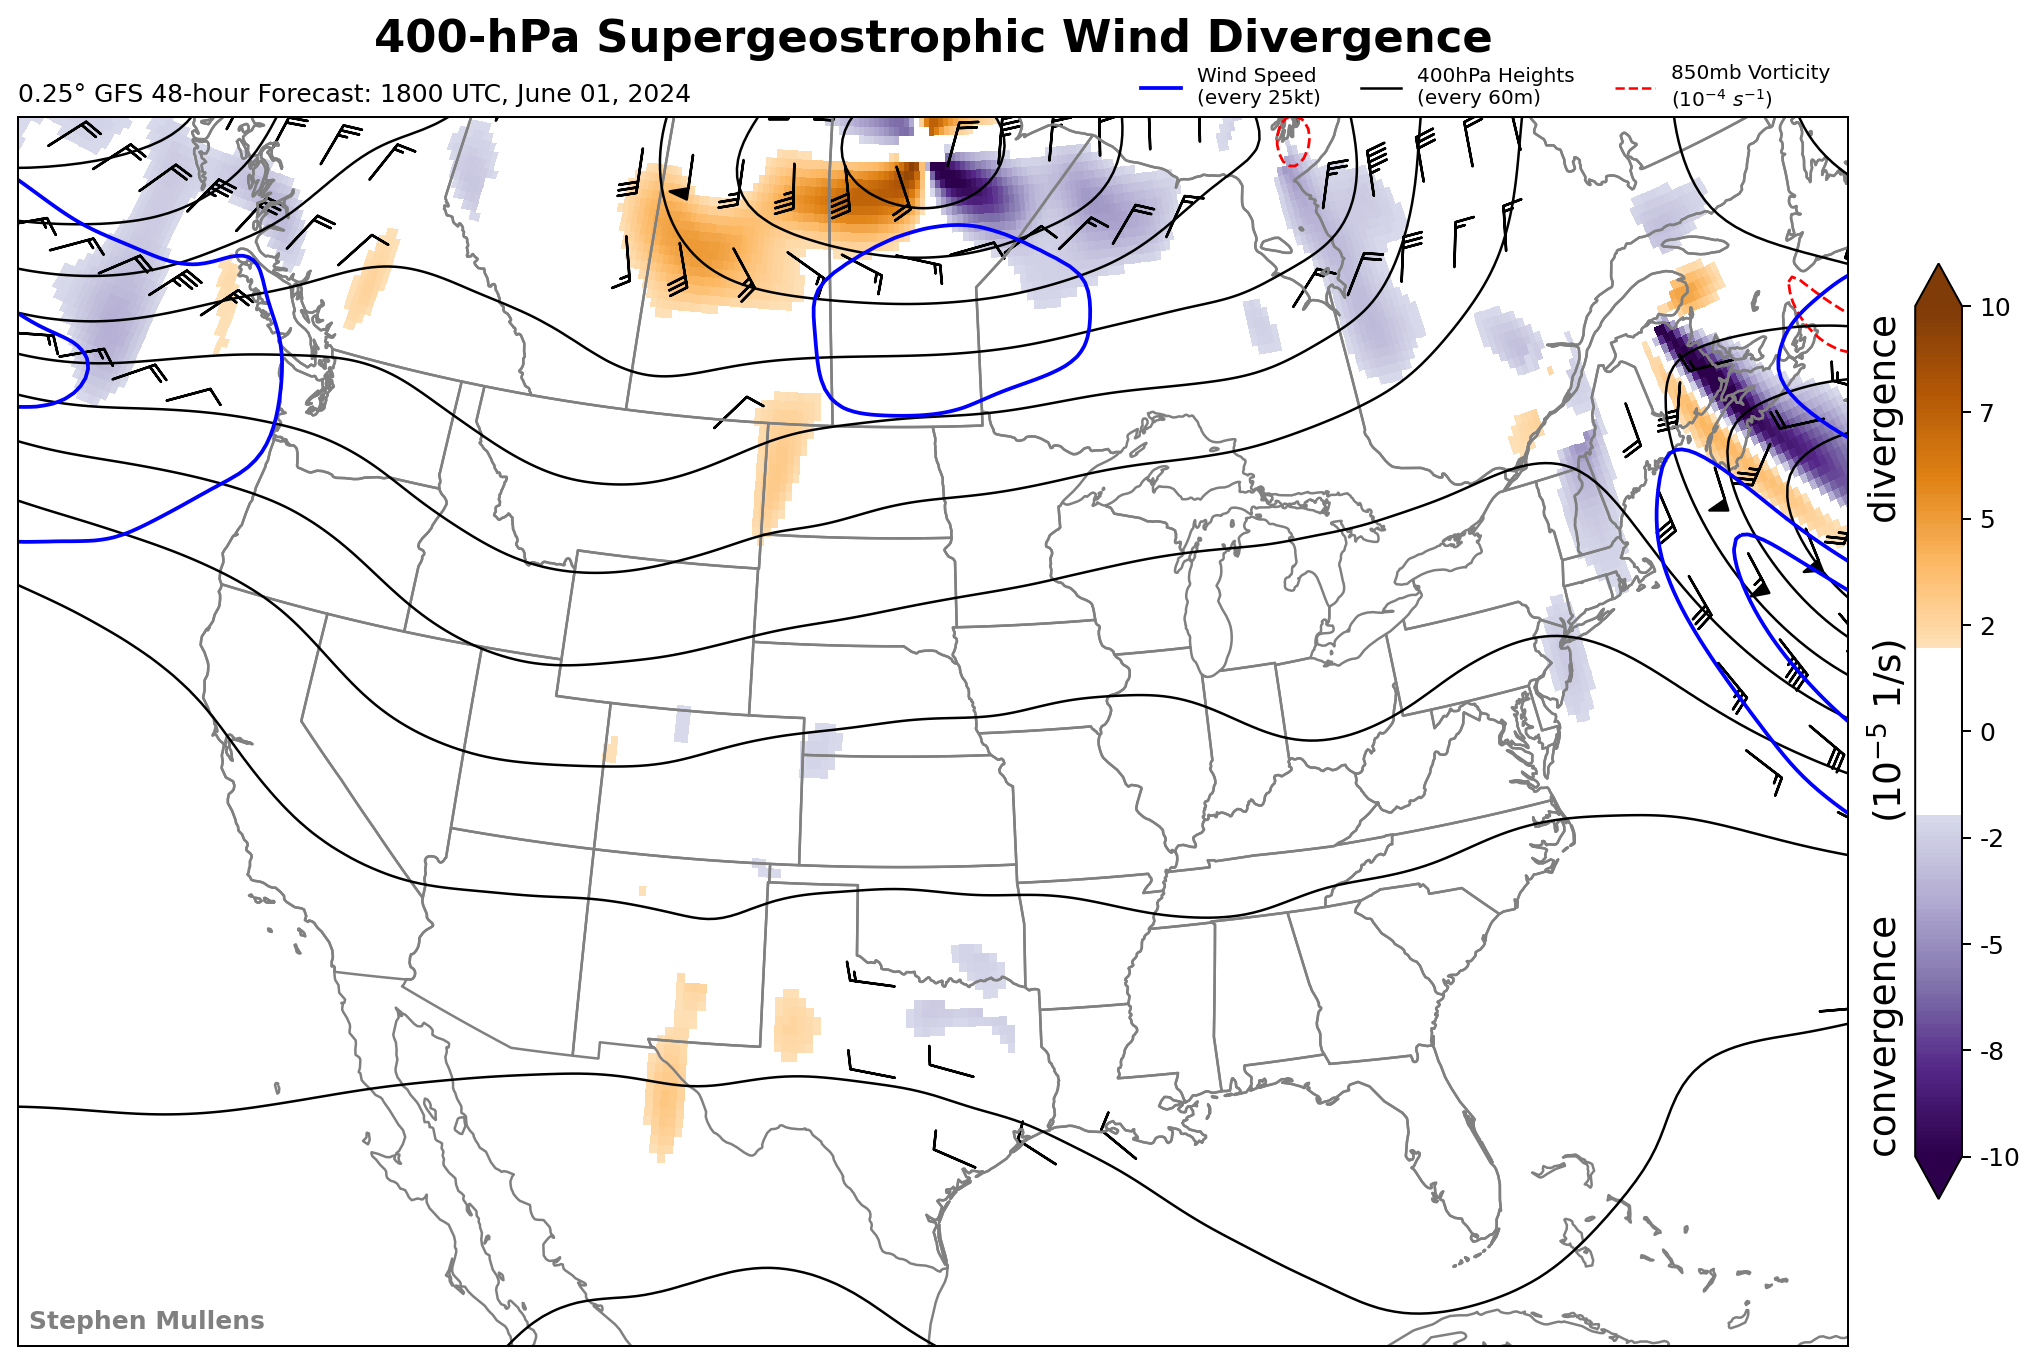 400-hPa Supergeostrophic Wind Divergence
0.25° GFS 48-hour Forecast: 1800 UTC, June 01, 2024
Wind Speed
(every 25kt)
400hPa Heights
(every 60m)
850mb Vorticity
(10⁻⁴ s⁻¹)
10
7
5
2
0
-2
-5
-8
-10
convergence (10⁻⁵ 1/s) divergence
Stephen Mullens